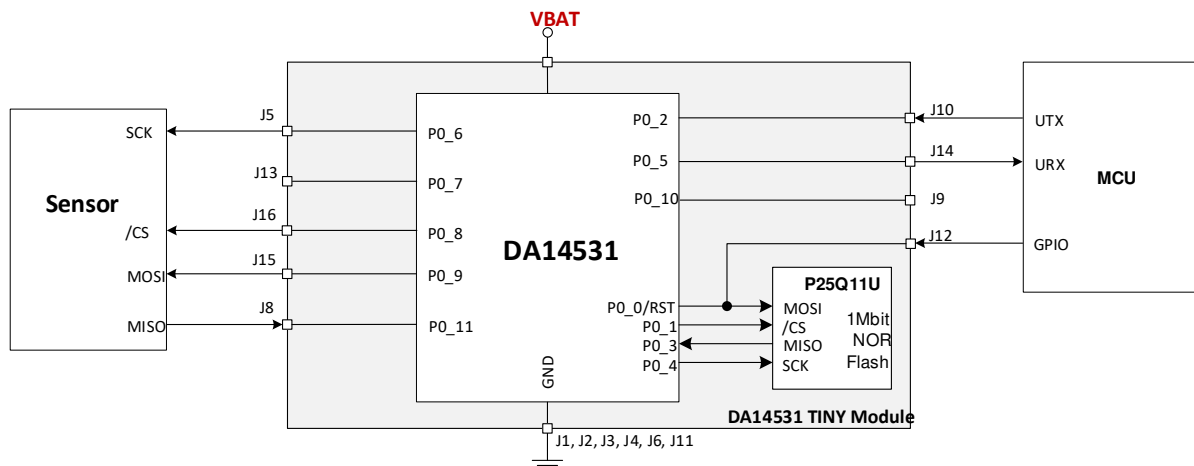 VBAT
Sensor
SCK
/CS
MOSI
MISO
J5
J13
J16
J15
J8
DA14531
P0_6
P0_7
P0_8
P0_9
P0_11
P0_2
P0_5
P0_10
P0_0/RST
P0_1
P0_3
P0_4
GND
P25Q11U
MOSI
/CS
MISO
SCK
1Mbit
NOR
Flash
DA14531 TINY Module
J1, J2, J3, J4, J6, J11
J10
J14
J9
J12
UTX
URX
GPIO
MCU